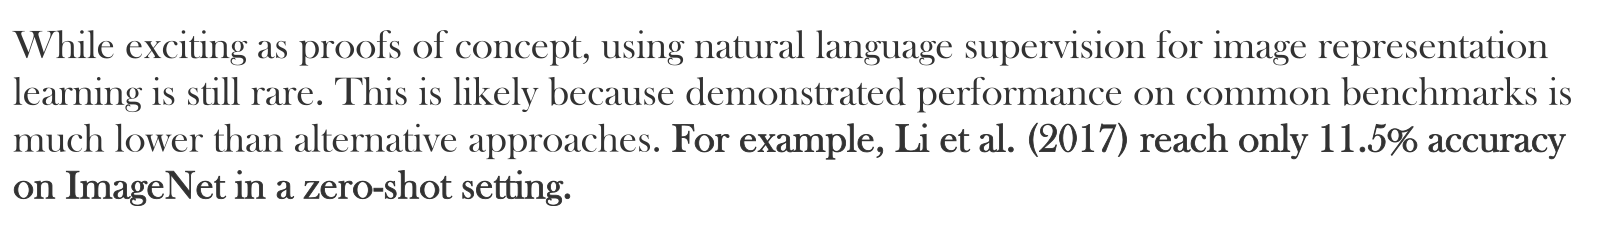 While exciting as proofs of concept, using natural language supervision for image representation
learning is still rare. This is likely because demonstrated performance on common benchmarks is
much lower than alternative approaches. For example, Li et al. (2017) reach only 11.5% accuracy
on ImageNet in a zero-shot setting.